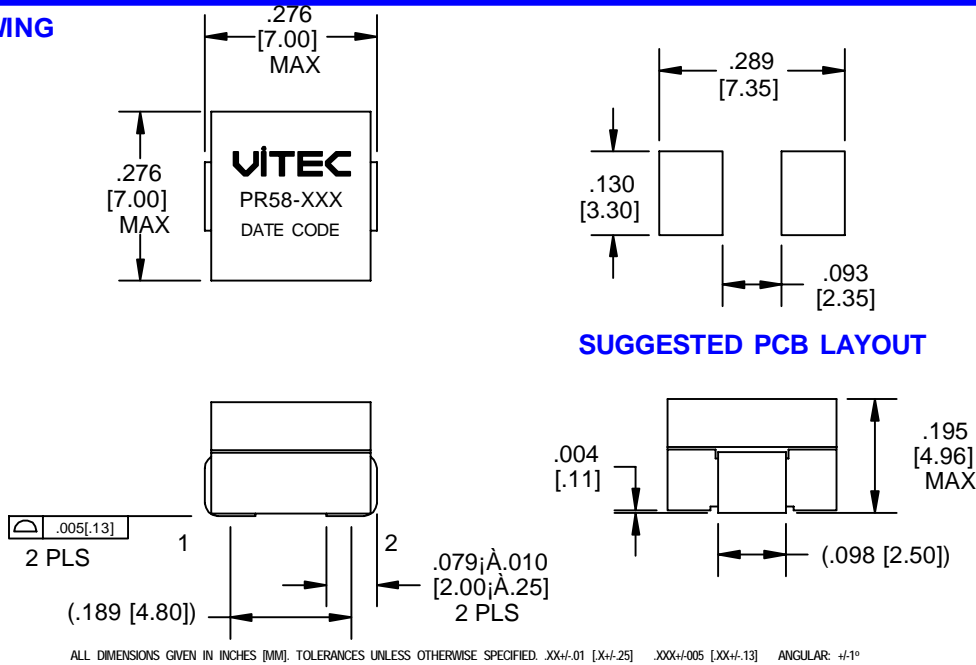 WING
.276
[7.00]
MAX
.276
[7.00]
MAX
VİTEC
PR58-XXX
DATE CODE
.289
[7.35]
.130
[3.30]
.093
[2.35]
SUGGESTED PCB LAYOUT
.005[.13]
2 PLS
1
2
(.189 [4.80])
.079¡À.010
[2.00¡À.25]
2 PLS
.004
[.11]
.195
[4.96]
MAX
(.098 [2.50])
ALL DIMENSIONS GIVEN IN INCHES [MM]. TOLERANCES UNLESS OTHERWISE SPECIFIED. .XX+/-.01 [.X+/-.25] .XXX+/-005 [.XX+/-.13] ANGULAR: +/-1º